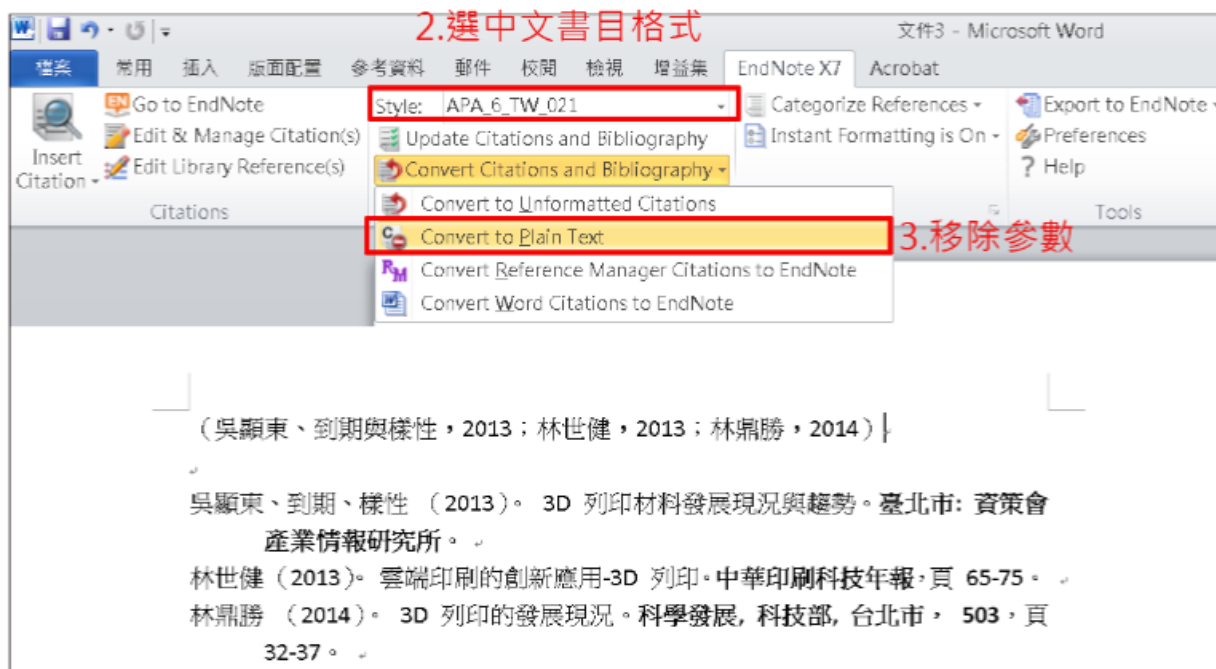 2.選中文書目格式
文件3 - Microsoft Word
檔案 常用 插入 版面配置 參考資料 郵件 校閱 檢視 增益集 EndNote X7 Acrobat
Go to EndNote
Edit & Manage Citation(s)
Edit Library Reference(s)
Insert
Citation
Citations
Style: APA_6_TW_021
Update Citations and Bibliography
Convert Citations and Bibliography
Categorize References
Instant Formatting is On
Export to EndNote
Preferences
? Help
Tools
Convert to Unformatted Citations
Convert to Plain Text
3.移除參數
Convert Reference Manager Citations to EndNote
Convert Word Citations to EndNote
（吳顯東、到期與樣性，2013；林世健，2013；林鼎勝，2014）
吳顯東、到期、樣性 （2013）。 3D 列印材料發展現況與趨勢。臺北市: 資策會
產業情報研究所。
林世健（2013）。 雲端印刷的創新應用-3D 列印。中華印刷科技年報，頁 65-75。
林鼎勝 （2014）。 3D 列印的發展現況。科學發展, 科技部, 台北市， 503，頁
32-37。